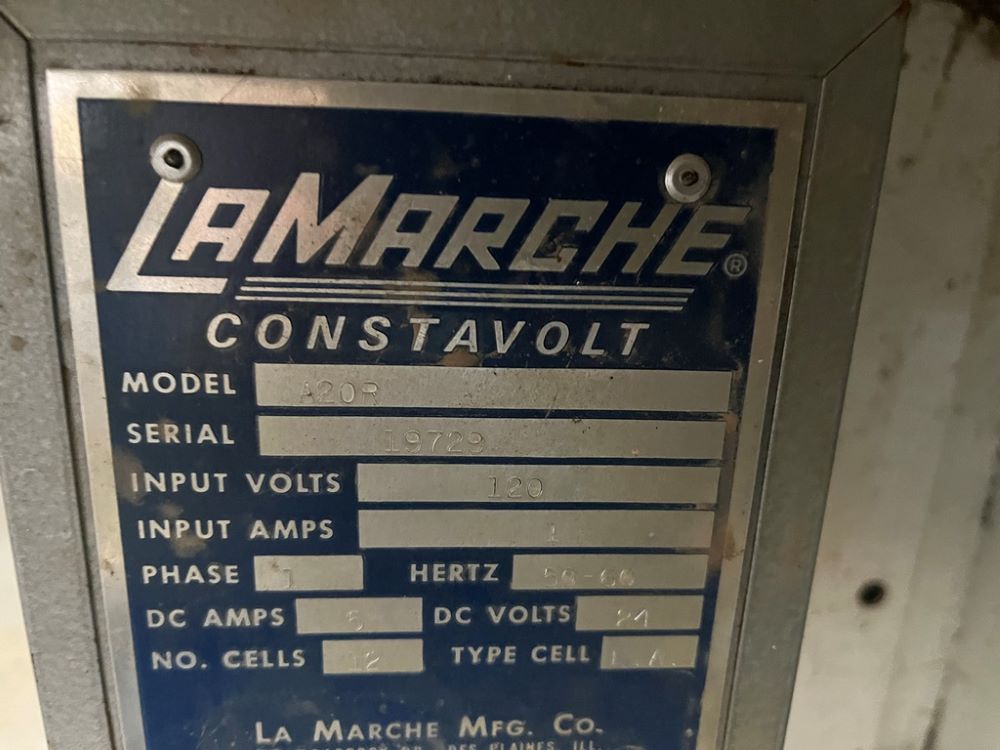 LAMARCHE®
CONSTAVOLT
MODEL A20R
SERIAL 19729
INPUT VOLTS 120
INPUT AMPS 1
PHASE 1 HERTZ 50-60
DC AMPS 5 DC VOLTS 24
NO. CELLS 12 TYPE CELL L.A.
LA MARCHE MFG. CO.
DES PLAINES, ILL.